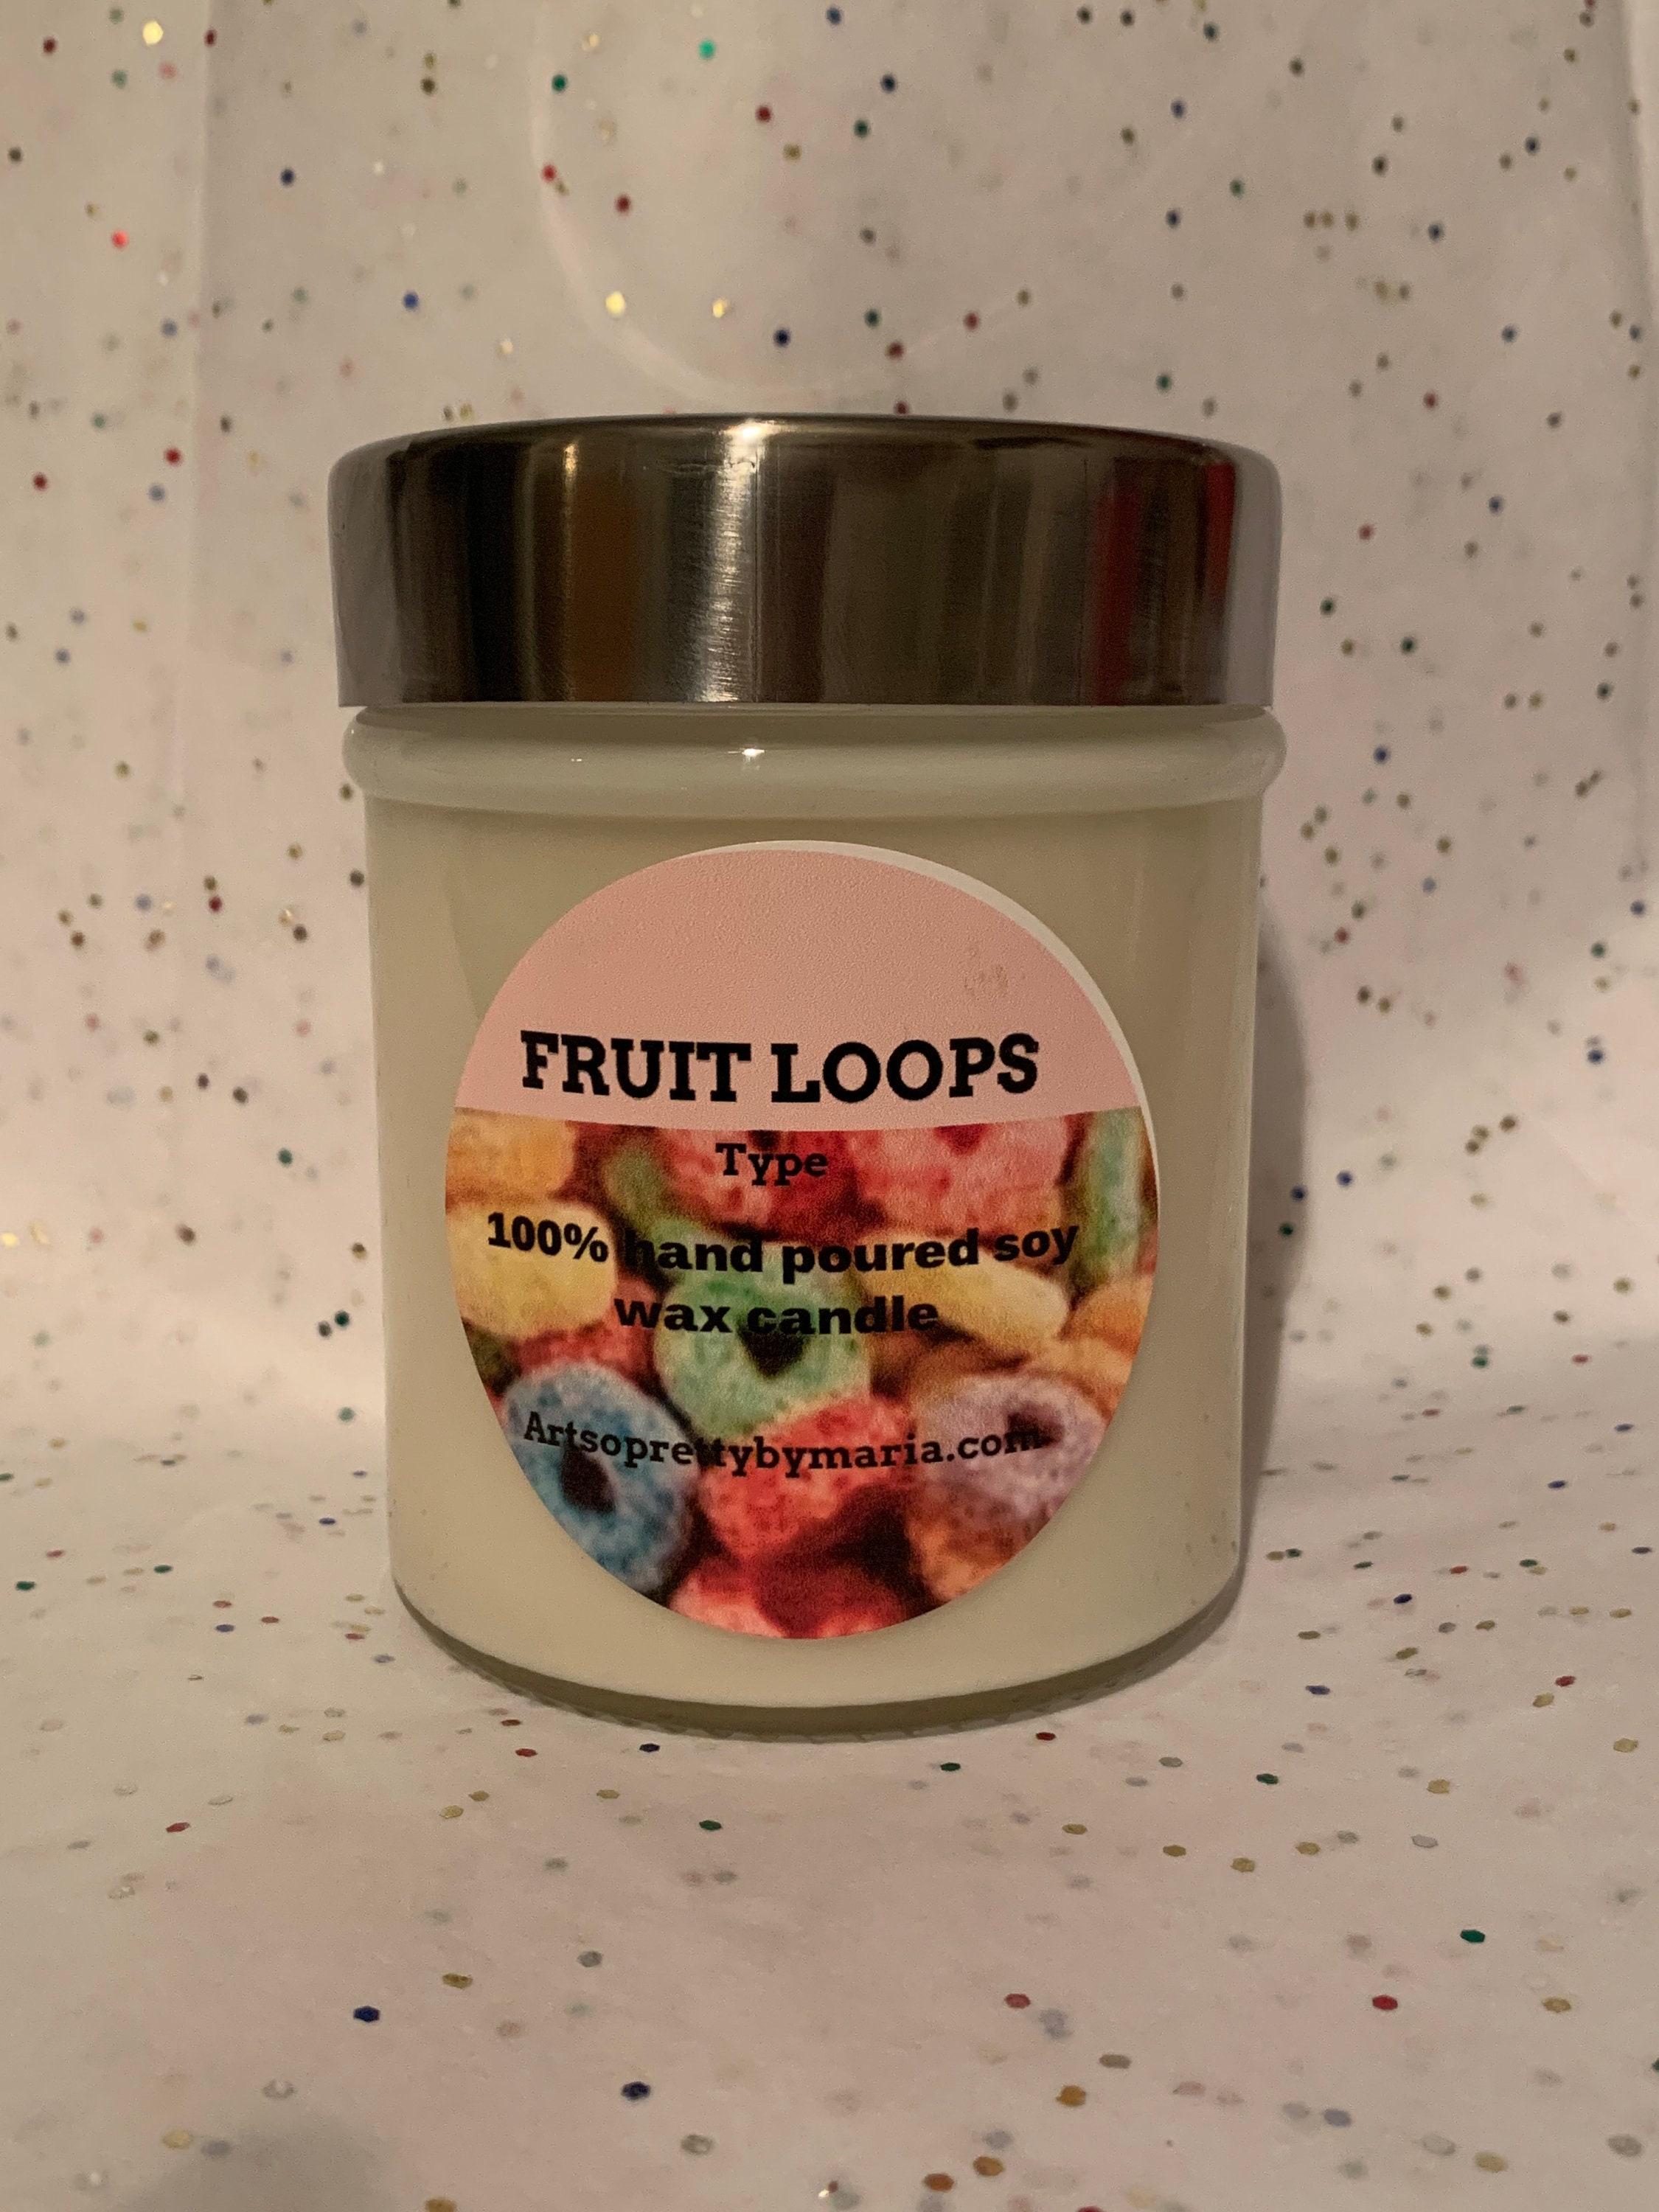 FRUIT LOOPS
Type
100% hand poured soy
wax candle
Artsoprettybymaria.com